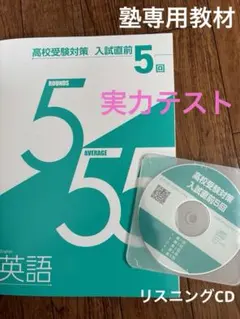 塾専用教材
高校受験対策 入試直前5回
実力テスト
5
ROUNDS
55
AVERAGE
英語
高校受験対策
入試直前5回
リスニングCD